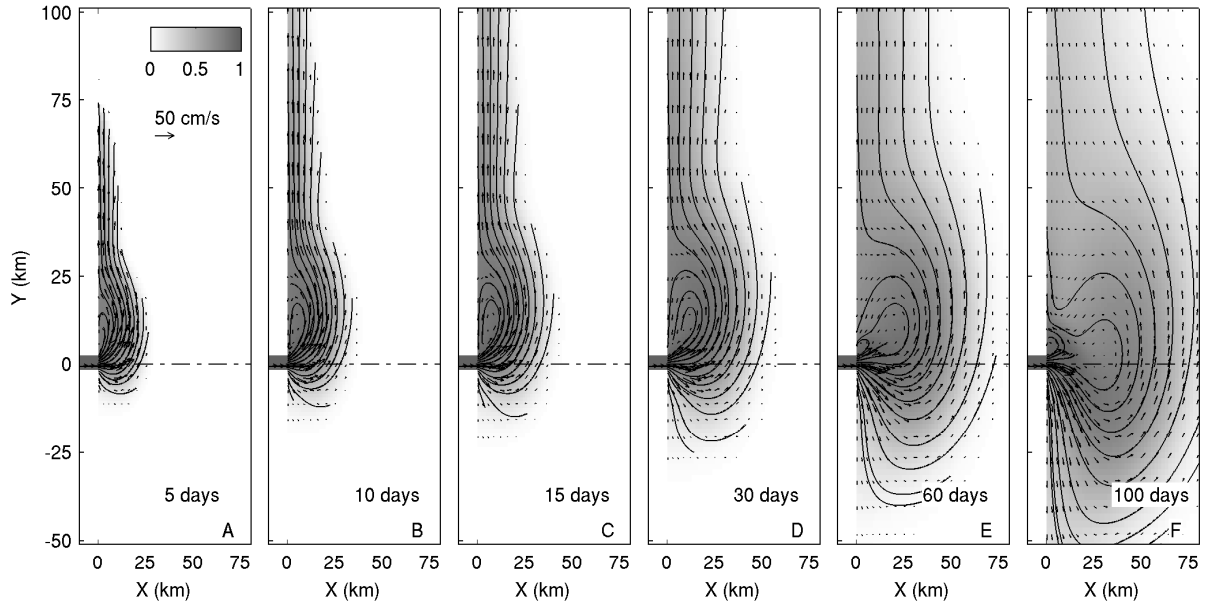 100
75
50
25
0
-25
-50
Y (km)
0 0.5 1
50 cm/s
5 days
A
10 days
B
15 days
C
30 days
D
60 days
E
100 days
F
0 25 50 75
0 25 50 75
0 25 50 75
0 25 50 75
0 25 50 75
0 25 50 75
X (km)
X (km)
X (km)
X (km)
X (km)
X (km)